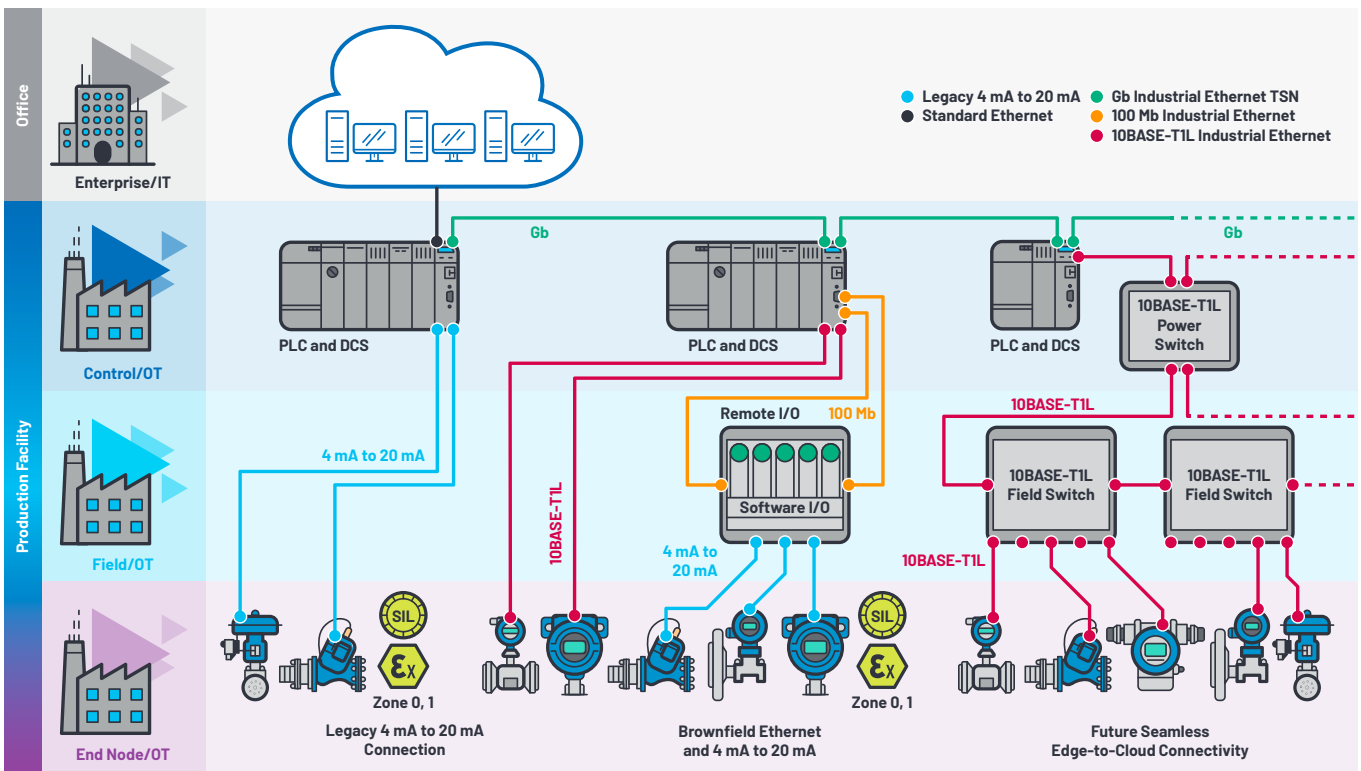 Office
Enterprise/IT
Legacy 4 mA to 20 mA
Standard Ethernet
Gb Industrial Ethernet TSN
100 Mb Industrial Ethernet
10BASE-T1L Industrial Ethernet
Production Facility
Control/OT
Gb
Gb
PLC and DCS
PLC and DCS
PLC and DCS
10BASE-T1L
Power
Switch
Field/OT
4 mA to 20 mA
10BASE-T1L
Remote I/O
100 Mb
Software I/O
4 mA to
20 mA
10BASE-T1L
10BASE-T1L
Field Switch
10BASE-T1L
Field Switch
10BASE-T1L
End Node/OT
SIL
εx
Zone 0, 1
SIL
εx
Zone 0, 1
Legacy 4 mA to 20 mA
Connection
Brownfield Ethernet
and 4 mA to 20 mA
Future Seamless
Edge-to-Cloud Connectivity